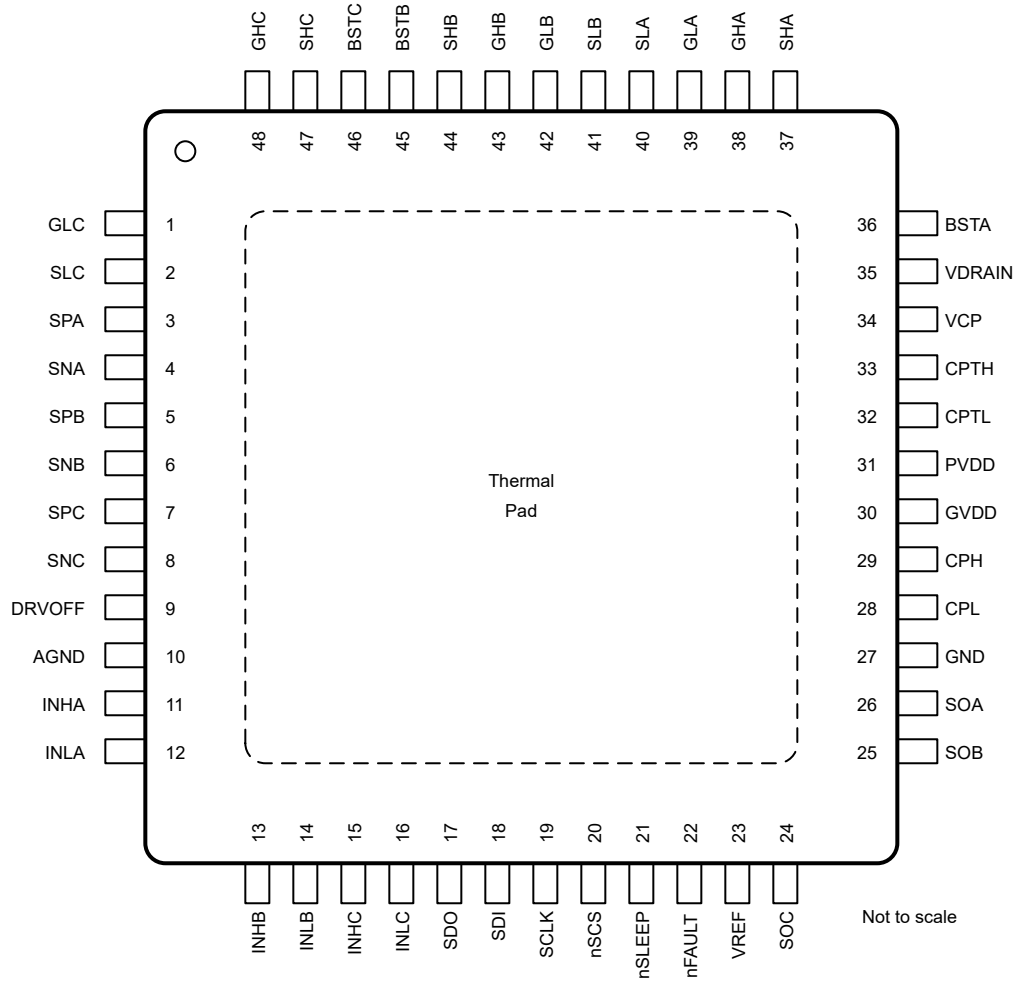 GHC
SHC
BSTC
BSTB
SHB
GHB
GLB
SLB
SLA
GLA
GHA
SHA
48
47
46
45
44
43
42
41
40
39
38
37
GLC 1
SLC 2
SPA 3
SNA 4
SPB 5
SNB 6
SPC 7
SNC 8
DRVOFF 9
AGND 10
INHA 11
INLA 12
Thermal
Pad
36 BSTA
35 VDRAIN
34 VCP
33 CPTH
32 CPTL
31 PVDD
30 GVDD
29 CPH
28 CPL
27 GND
26 SOA
25 SOB
13
14
15
16
17
18
19
20
21
22
23
24
INHB
INLB
INHC
INLC
SDO
SDI
SCLK
nSCS
nSLEEP
nFAULT
VREF
SOC
Not to scale